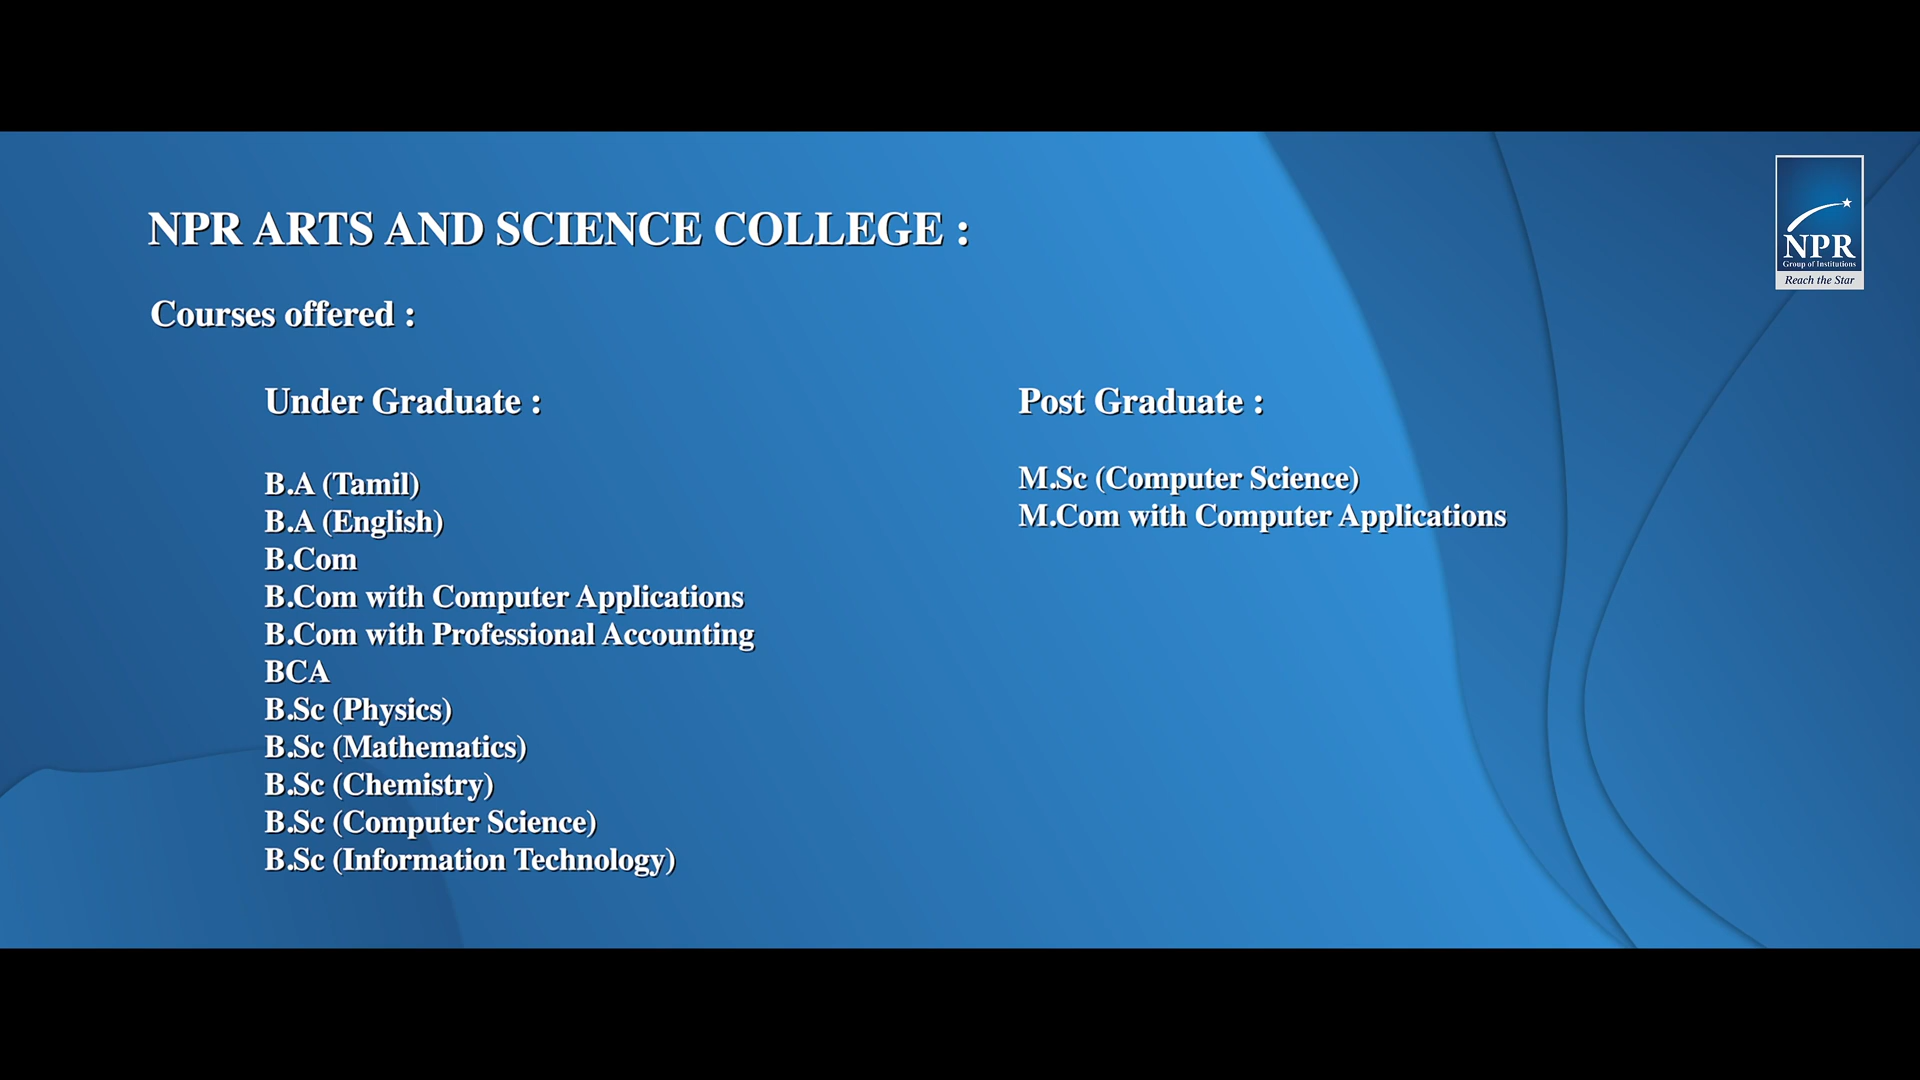 NPR ARTS AND SCIENCE COLLEGE :
NPR
Group of Institutions
Reach the Star
Courses offered :
Under Graduate :
B.A (Tamil)
B.A (English)
B.Com
B.Com with Computer Applications
B.Com with Professional Accounting
BCA
B.Sc (Physics)
B.Sc (Mathematics)
B.Sc (Chemistry)
B.Sc (Computer Science)
B.Sc (Information Technology)
Post Graduate :
M.Sc (Computer Science)
M.Com with Computer Applications